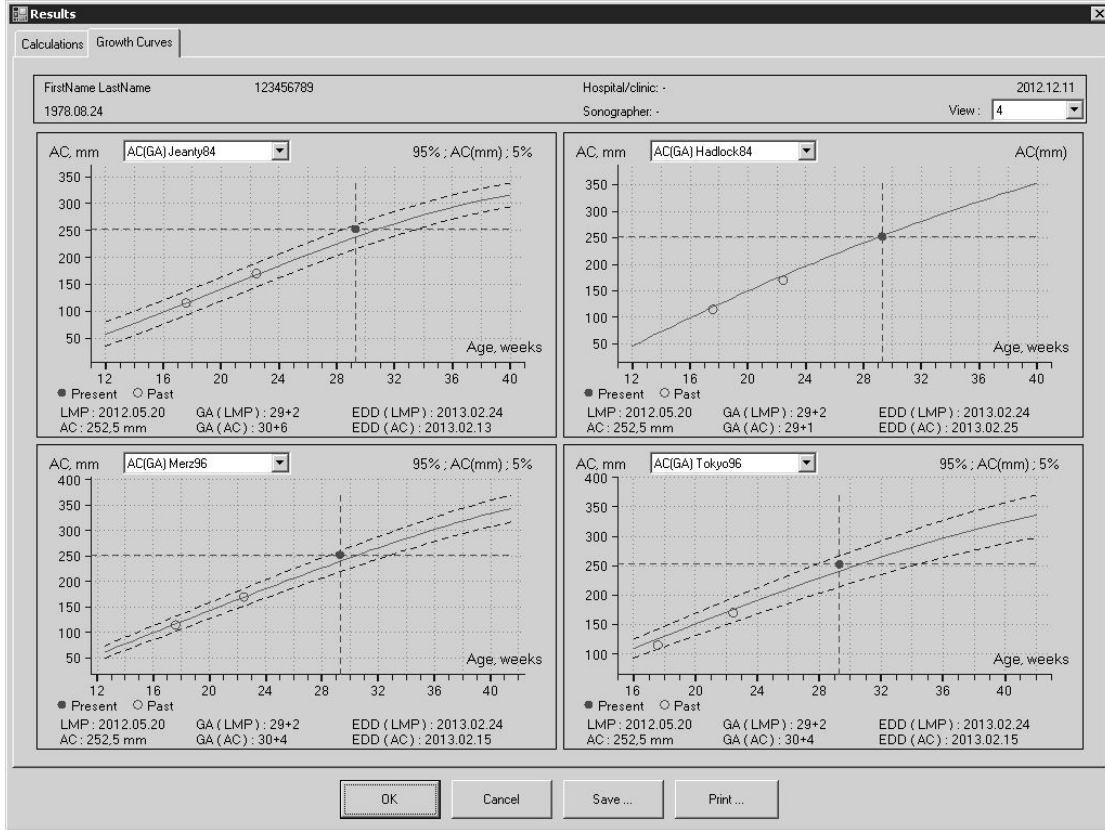 Results
Calculations Growth Curves
FirstName LastName 123456789 Hospital/clinic: - 2012.12.11
1978.08.24 Sonographer: - View : 4
AC, mm AC(GA) Jeanty84 95% ; AC(mm) ; 5%
350
300
250
200
150
100
50
Age, weeks
12 16 20 24 28 32 36 40
Present Past
LMP : 2012.05.20 GA ( LMP ) : 29+2 EDD ( LMP ) : 2013.02.24
AC : 252,5 mm GA ( AC ) : 30+6 EDD ( AC ) : 2013.02.13
AC, mm AC(GA) Hadlock84 AC(mm)
350
300
250
200
150
100
50
Age, weeks
12 16 20 24 28 32 36 40
Present Past
LMP : 2012.05.20 GA ( LMP ) : 29+2 EDD ( LMP ) : 2013.02.24
AC : 252,5 mm GA ( AC ) : 29+1 EDD ( AC ) : 2013.02.25
AC, mm AC(GA) Merz96 95% ; AC(mm) ; 5%
400
350
300
250
200
150
100
50
Age, weeks
12 16 20 24 28 32 36 40
Present Past
LMP : 2012.05.20 GA ( LMP ) : 29+2 EDD ( LMP ) : 2013.02.24
AC : 252,5 mm GA ( AC ) : 30+4 EDD ( AC ) : 2013.02.15
AC, mm AC(GA) Tokyo96 95% ; AC(mm) ; 5%
400
350
300
250
200
150
100
Age, weeks
16 20 24 28 32 36 40
Present Past
LMP : 2012.05.20 GA ( LMP ) : 29+2 EDD ( LMP ) : 2013.02.24
AC : 252,5 mm GA ( AC ) : 30+4 EDD ( AC ) : 2013.02.15
OK Cancel Save ... Print ...